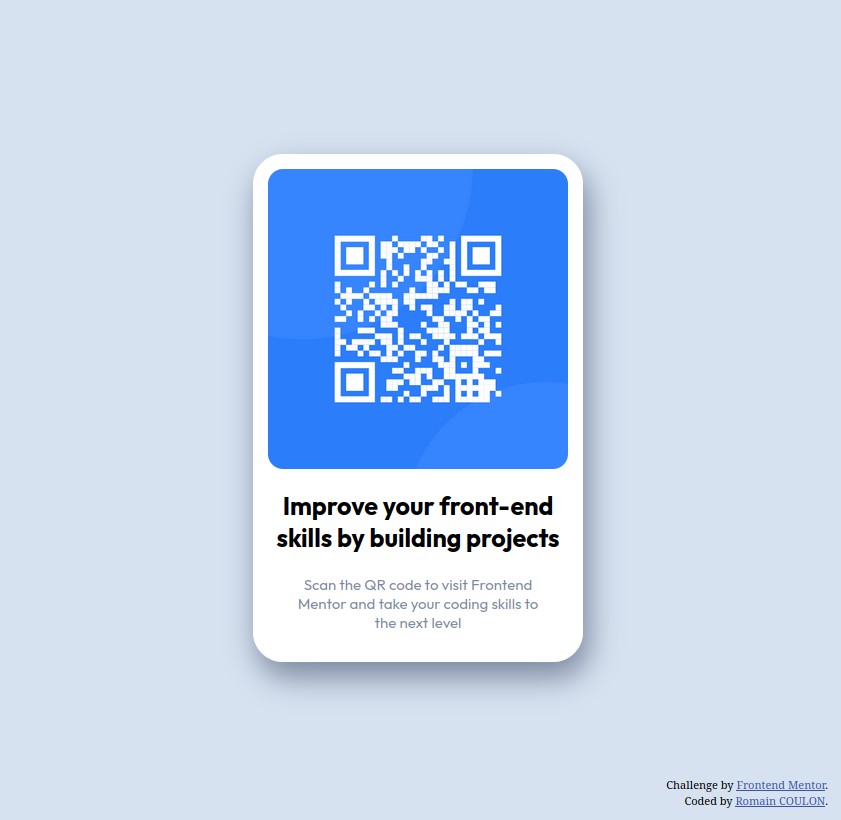 Improve your front-end
skills by building projects
Scan the QR code to visit Frontend
Mentor and take your coding skills to
the next level
Challenge by Frontend Mentor.
Coded by Romain COULON.